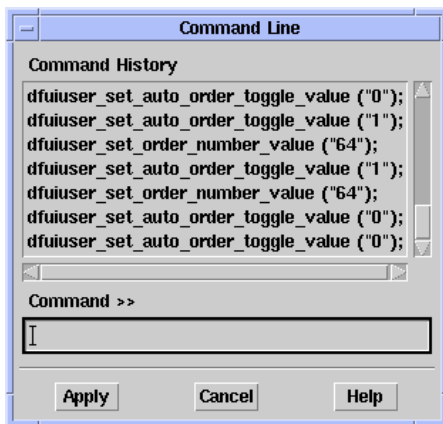 Command Line
Command History
dfuiuser_set_auto_order_toggle_value ("0");
dfuiuser_set_auto_order_toggle_value ("1");
dfuiuser_set_order_number_value ("64");
dfuiuser_set_auto_order_toggle_value ("1");
dfuiuser_set_order_number_value ("64");
dfuiuser_set_auto_order_toggle_value ("0");
dfuiuser_set_auto_order_toggle_value ("0");
Command >>
Apply Cancel Help